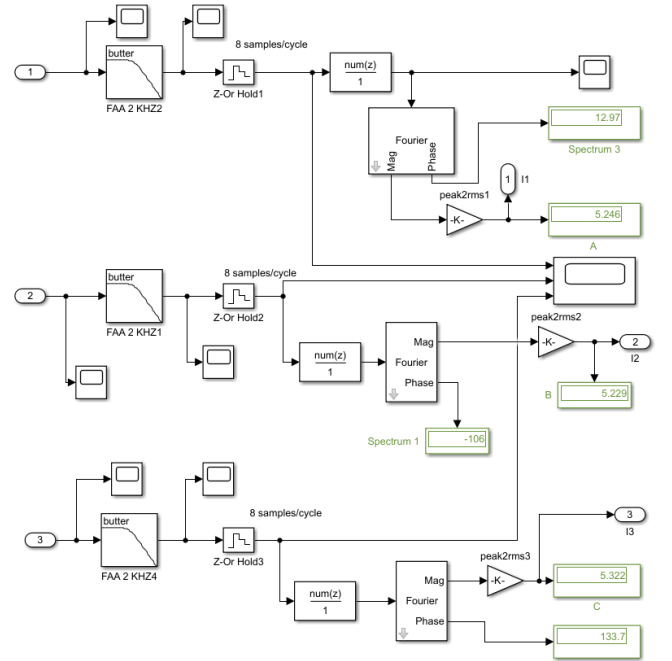 8 samples/cycle
butter
1
FAA 2 KHZ2
Z-Or Hold1
num(z)
1
Fourier
Mag
Phase
12.97
Spectrum 3
1
I1
peak2rms1
-K-
5.246
A
8 samples/cycle
butter
2
FAA 2 KHZ1
Z-Or Hold2
num(z)
1
Mag
Fourier
Phase
peak2rms2
-K-
2
I2
5.229
B
Spectrum 1
-106
8 samples/cycle
butter
3
FAA 2 KHZ4
Z-Or Hold3
num(z)
1
Mag
Fourier
Phase
peak2rms3
-K-
3
I3
5.322
C
133.7